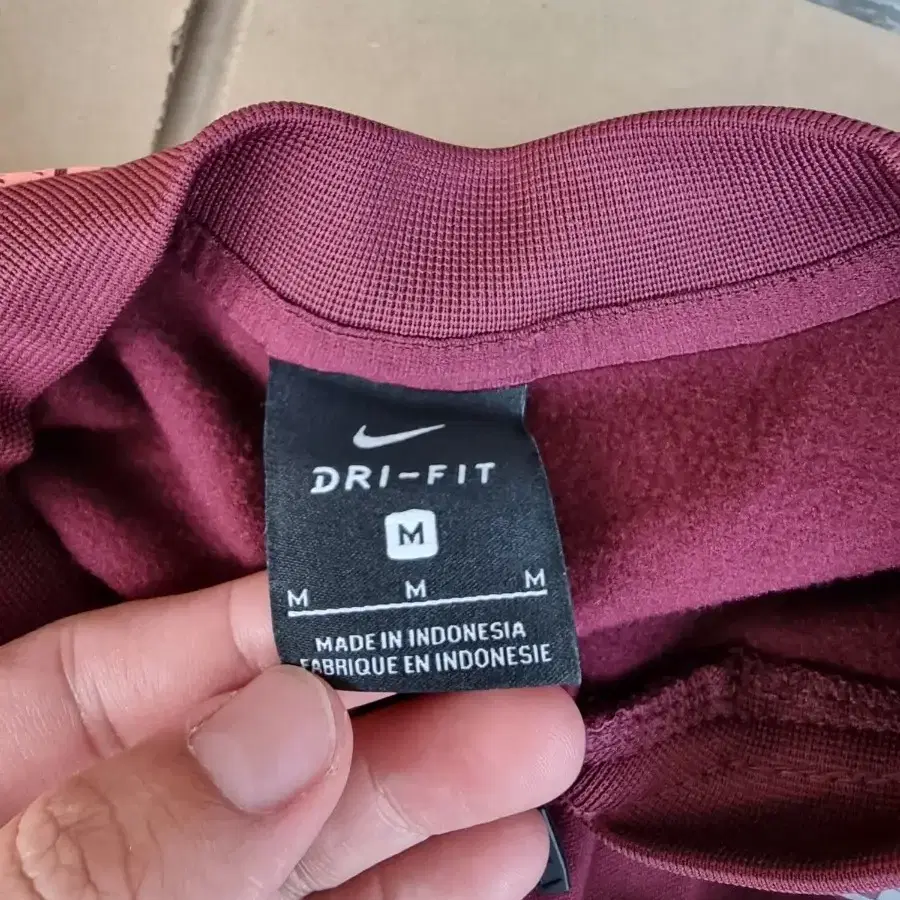 DRI-FIT
M
M M M
MADE IN INDONESIA
FABRIQUE EN INDONESIE